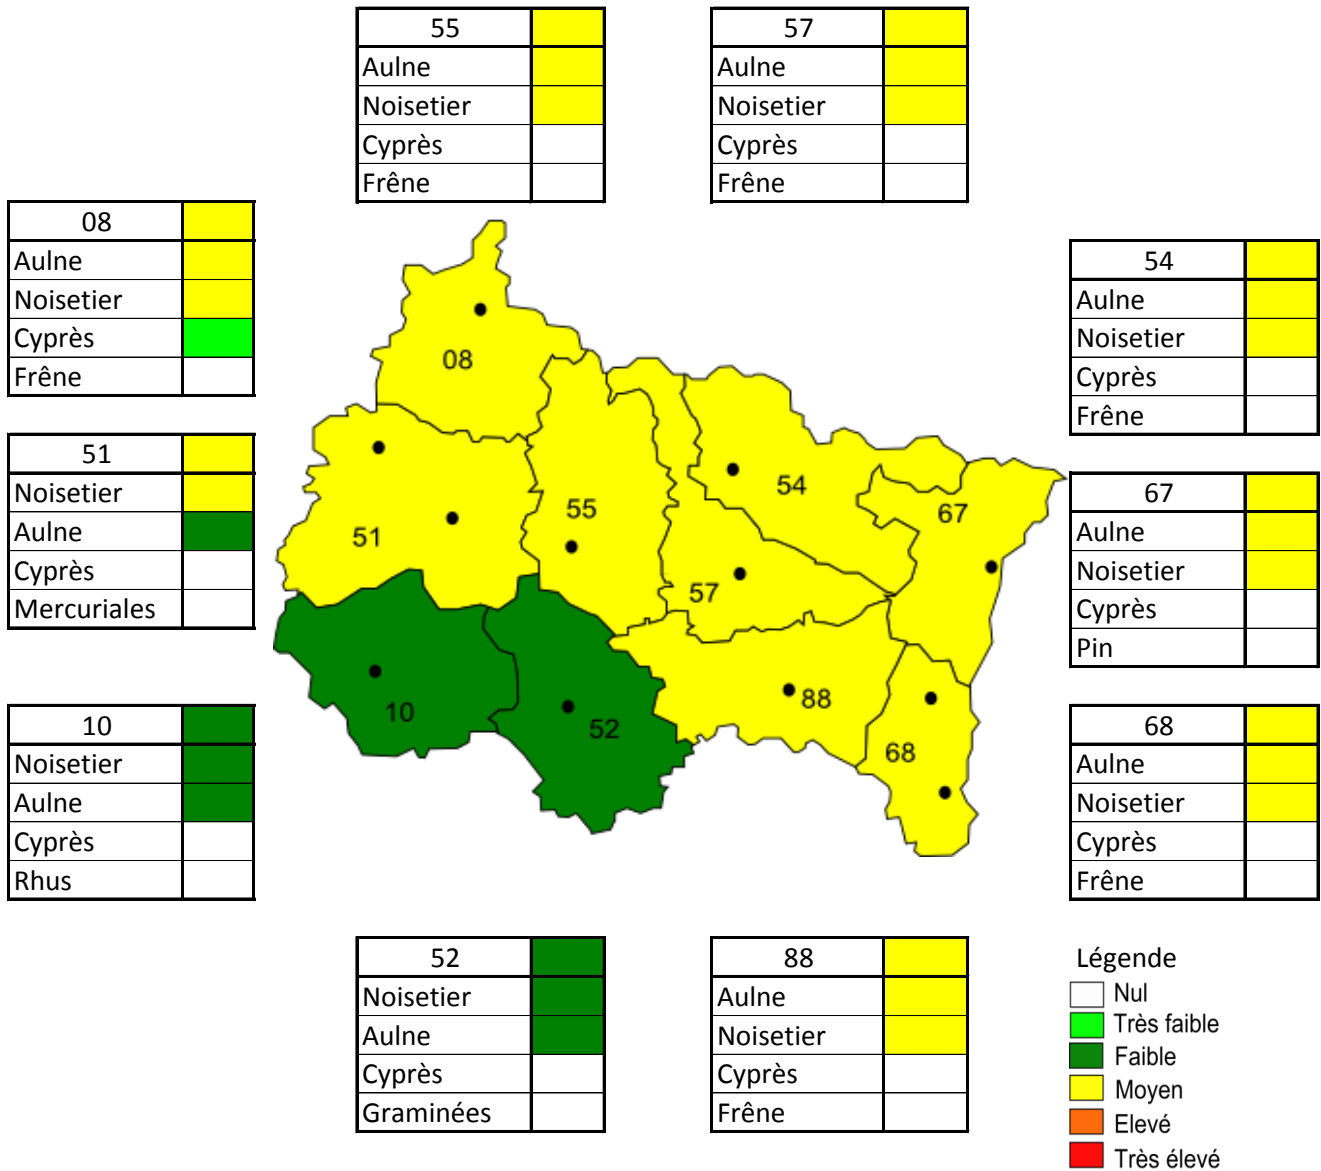 55
Aulne
Noisetier
Cyprès
Frêne
57
Aulne
Noisetier
Cyprès
Frêne
08
Aulne
Noisetier
Cyprès
Frêne
51
Noisetier
Aulne
Cyprès
Mercuriales
10
Noisetier
Aulne
Cyprès
Rhus
08
54
55
67
51
57
10
88
52
68
54
Aulne
Noisetier
Cyprès
Frêne
67
Aulne
Noisetier
Cyprès
Pin
68
Aulne
Noisetier
Cyprès
Frêne
52
Noisetier
Aulne
Cyprès
Graminées
88
Aulne
Noisetier
Cyprès
Frêne
Légende
Nul
Très faible
Faible
Moyen
Elevé
Très élevé